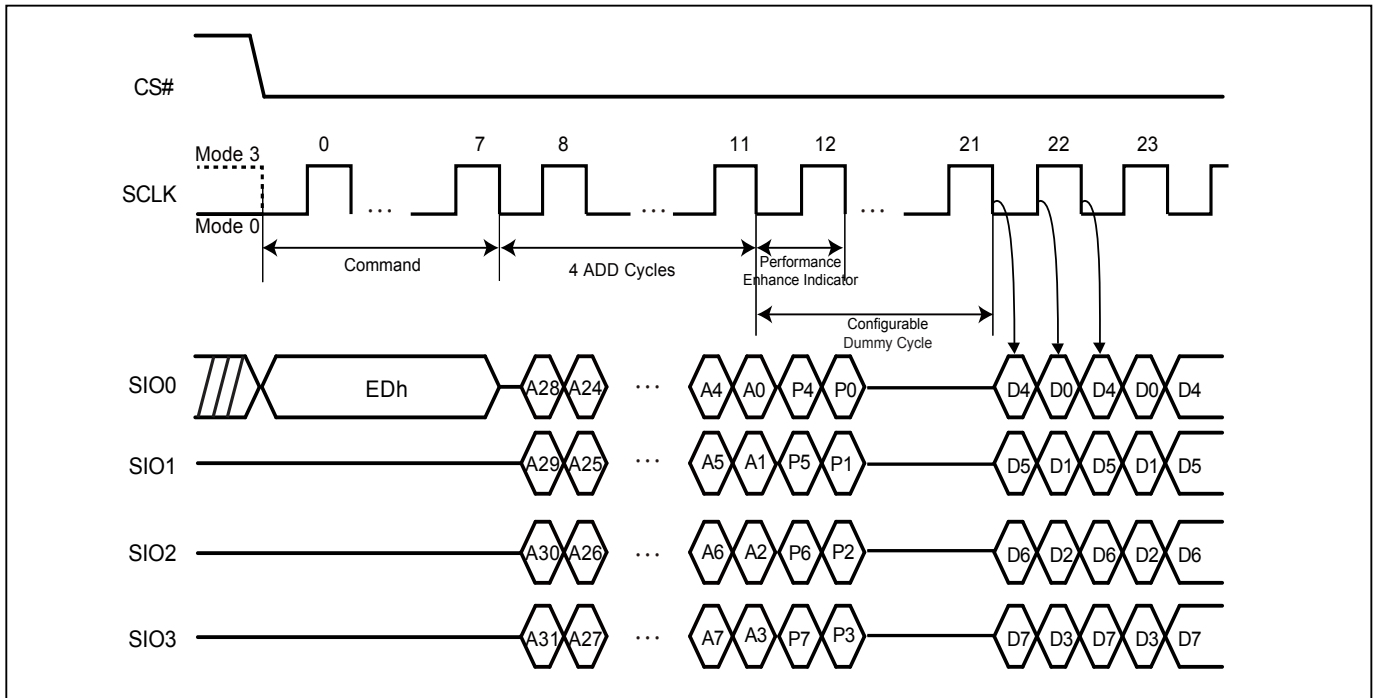 CS#
0 7 8 11 12 21 22 23
Mode 3
SCLK
... ... ...
Mode 0
Command
4 ADD Cycles
Performance
Enhance Indicator
Configurable
Dummy Cycle
SIO0 EDh A28 A24 ... A4 A0 P4 P0 D4 D0 D4 D0 D4
SIO1 A29 A25 ... A5 A1 P5 P1 D5 D1 D5 D1 D5
SIO2 A30 A26 ... A6 A2 P6 P2 D6 D2 D6 D2 D6
SIO3 A31 A27 ... A7 A3 P7 P3 D7 D3 D7 D3 D7